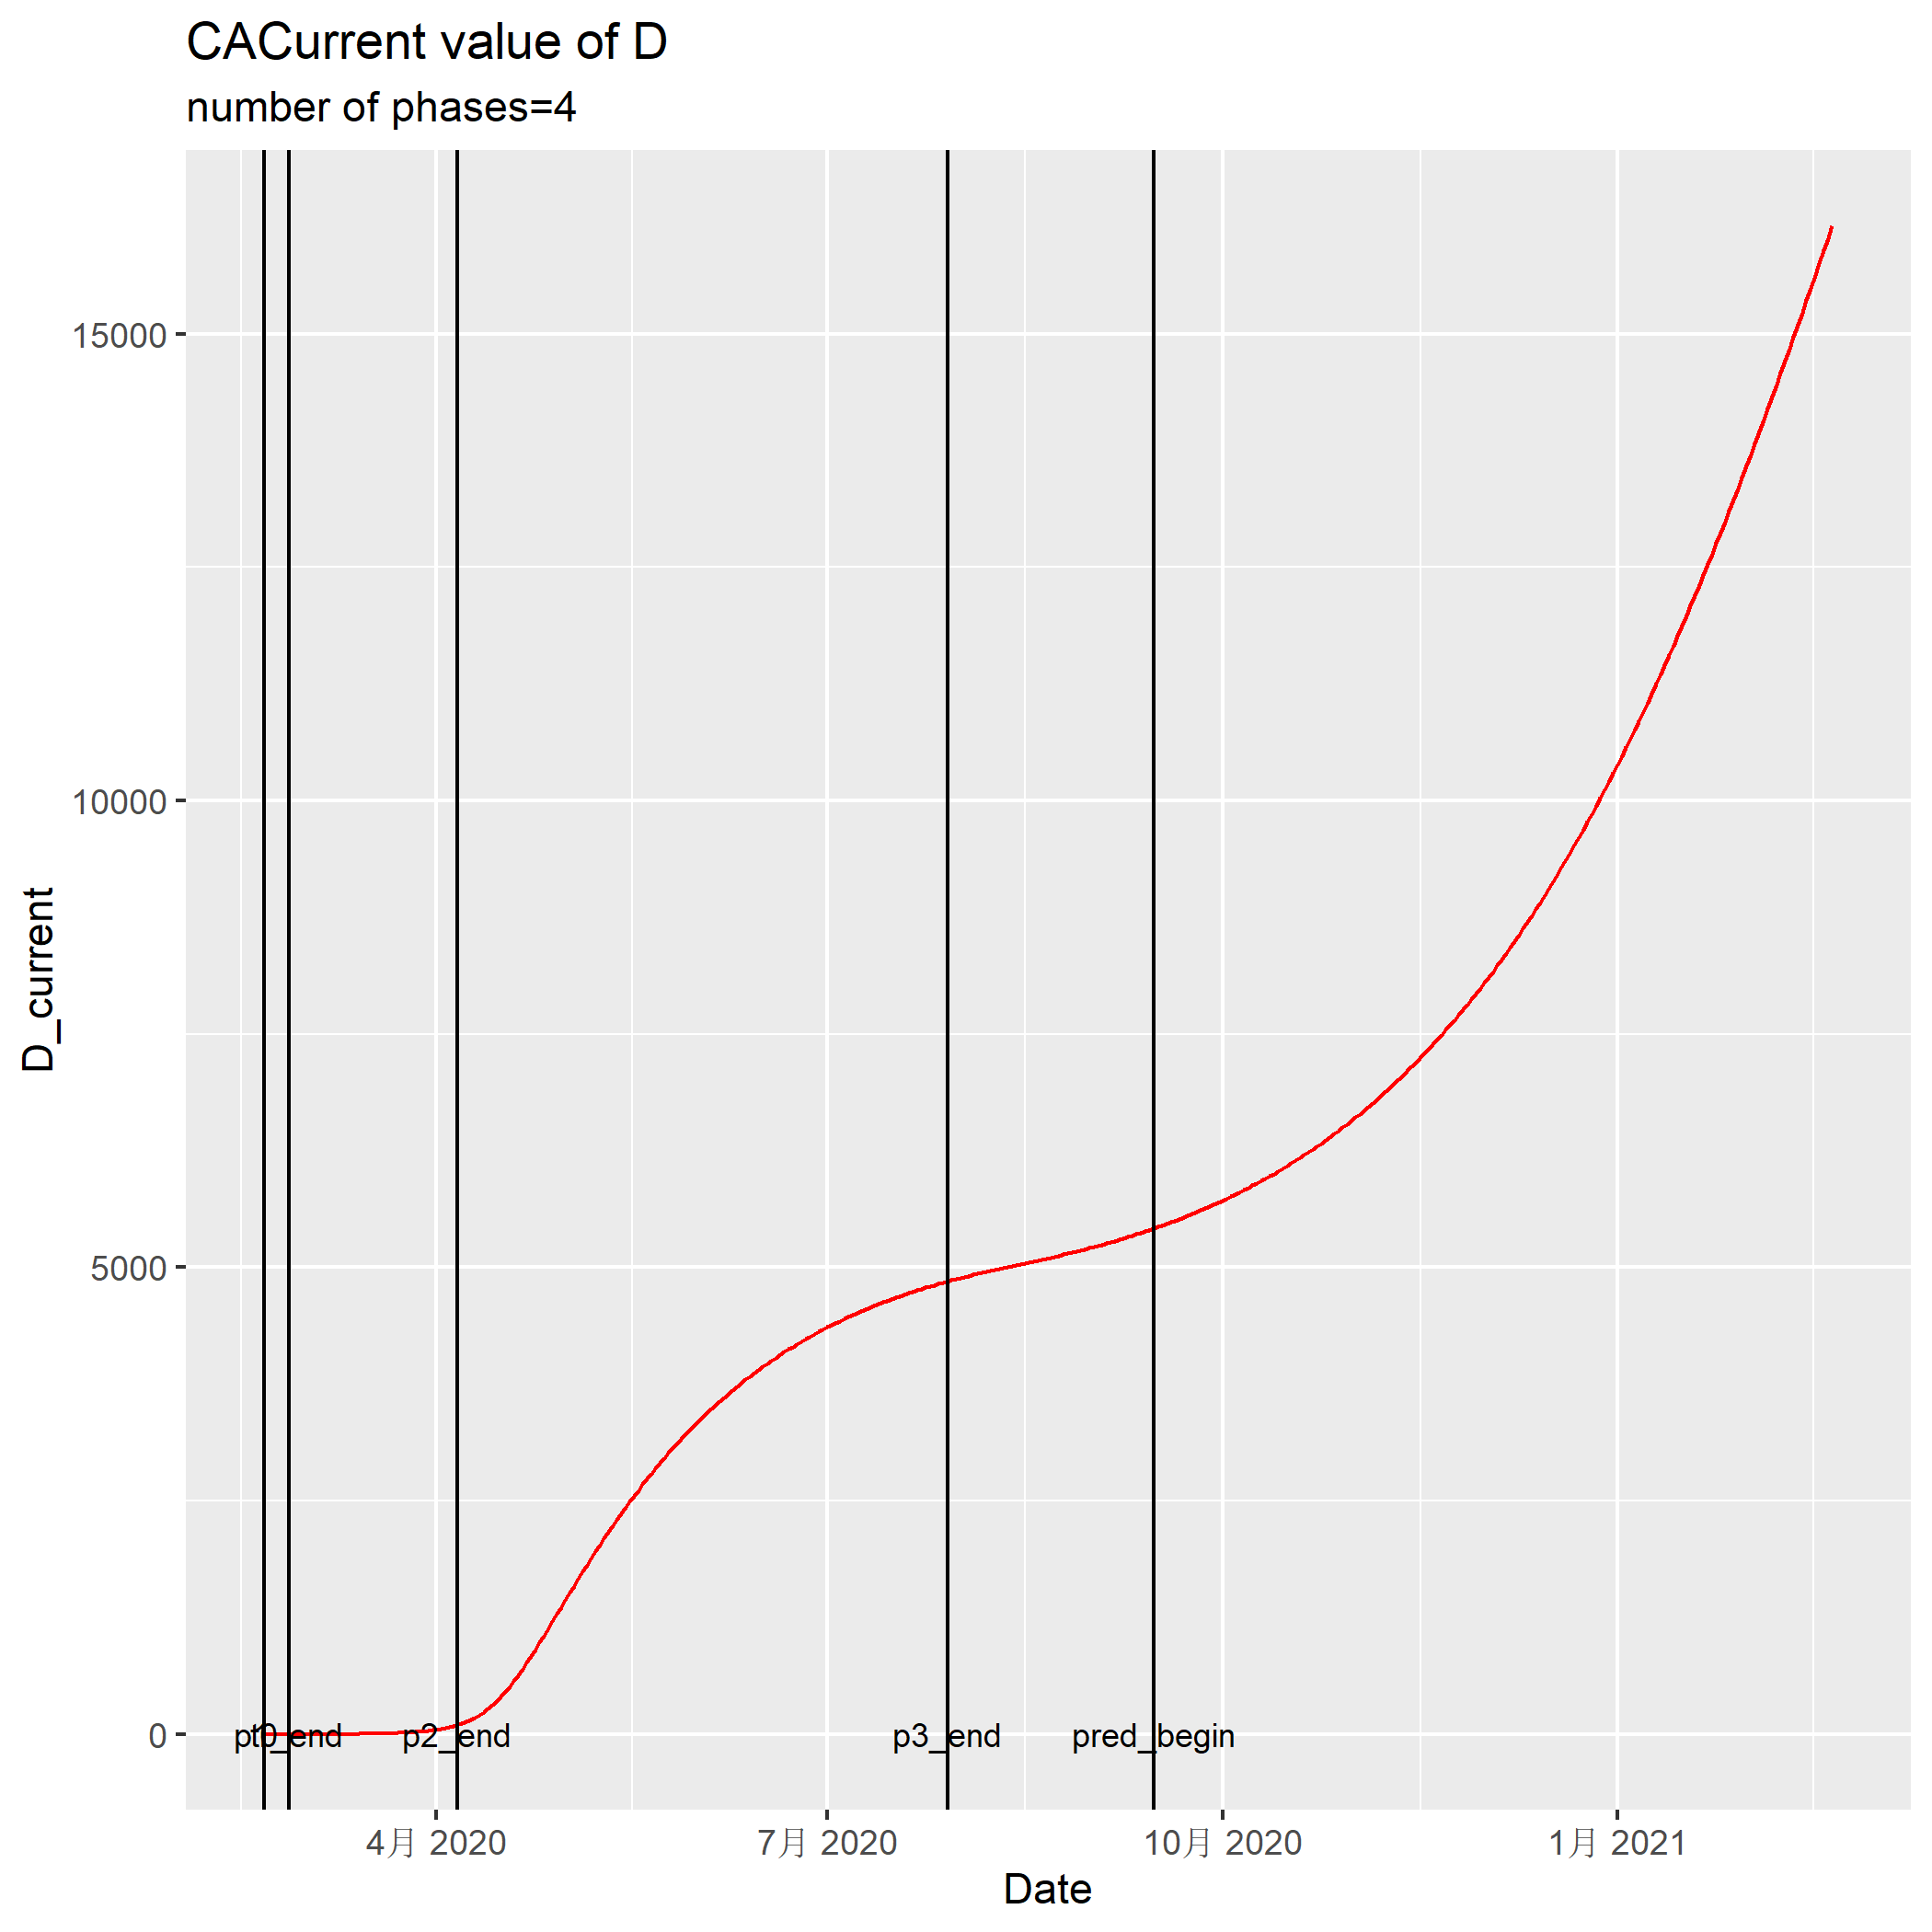 CACurrent value of D
number of phases=4
D_current
15000
10000
5000
0
p2_end
p3_end
pred_begin
4月 2020
7月 2020
10月 2020
1月 2021
Date